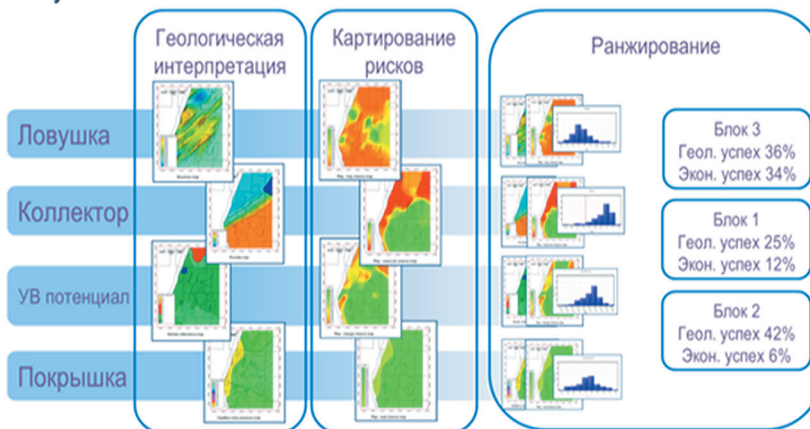 Геологическая
интерпретация
Картирование
рисков
Ранжирование
Ловушка
Коллектор
УВ потенциал
Покрышка
Блок 3
Геол. успех 36%
Экон. успех 34%
Блок 1
Геол. успех 25%
Экон. успех 12%
Блок 2
Геол. успех 42%
Экон. успех 6%